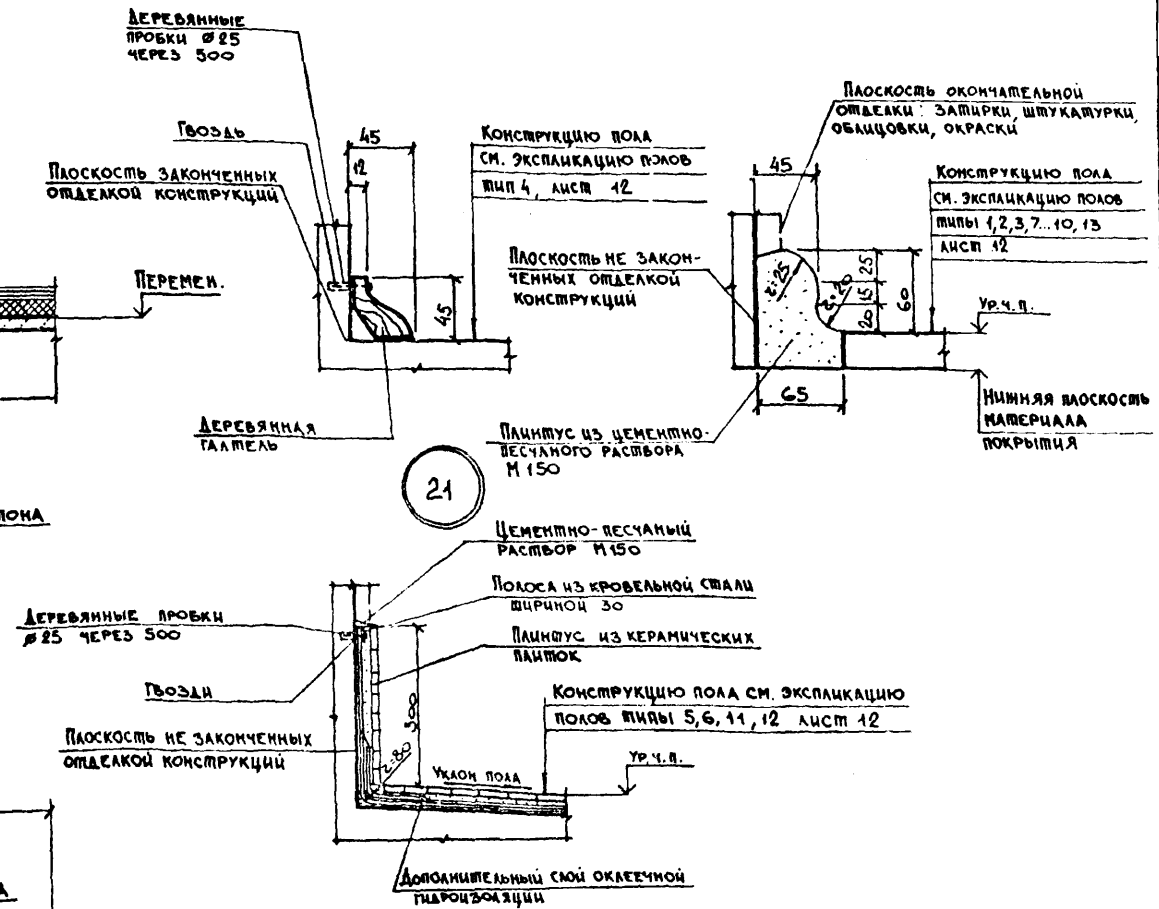 Деревянные
пробки ø25
через 500
Гвоздь
Плоскость законченных
отделкой конструкций
45
12
45
Конструкцию пола
см. экспликацию полов
тип 4, лист 12
Перемен.
Деревянная
галтель
Плоскость окончательной
отделки: затирки, штукатурки,
облицовки, окраски
45
Конструкцию пола
см. экспликацию полов
типы 1,2,3,7...10,13
лист 12
Плоскость не закон-
ченных отделкой
конструкций
r=25
r=20
25
15
20
60
Ур.ч.п.
65
Нижняя плоскость
материала
покрытия
Плинтус из цементно-
песчаного раствора
М 150
21
Цементно-песчаный
раствор М150
Полоса из кровельной стали
шириной 30
Деревянные пробки
ø25 через 500
Плинтус из керамических
плиток
Гвозди
300
Конструкцию пола см. экспликацию
полов типы 5,6,11,12 лист 12
Плоскость не законченных
отделкой конструкций
r=80
Уклон пола
Ур.ч.п.
Дополнительный слой оклеечной
гидроизоляции